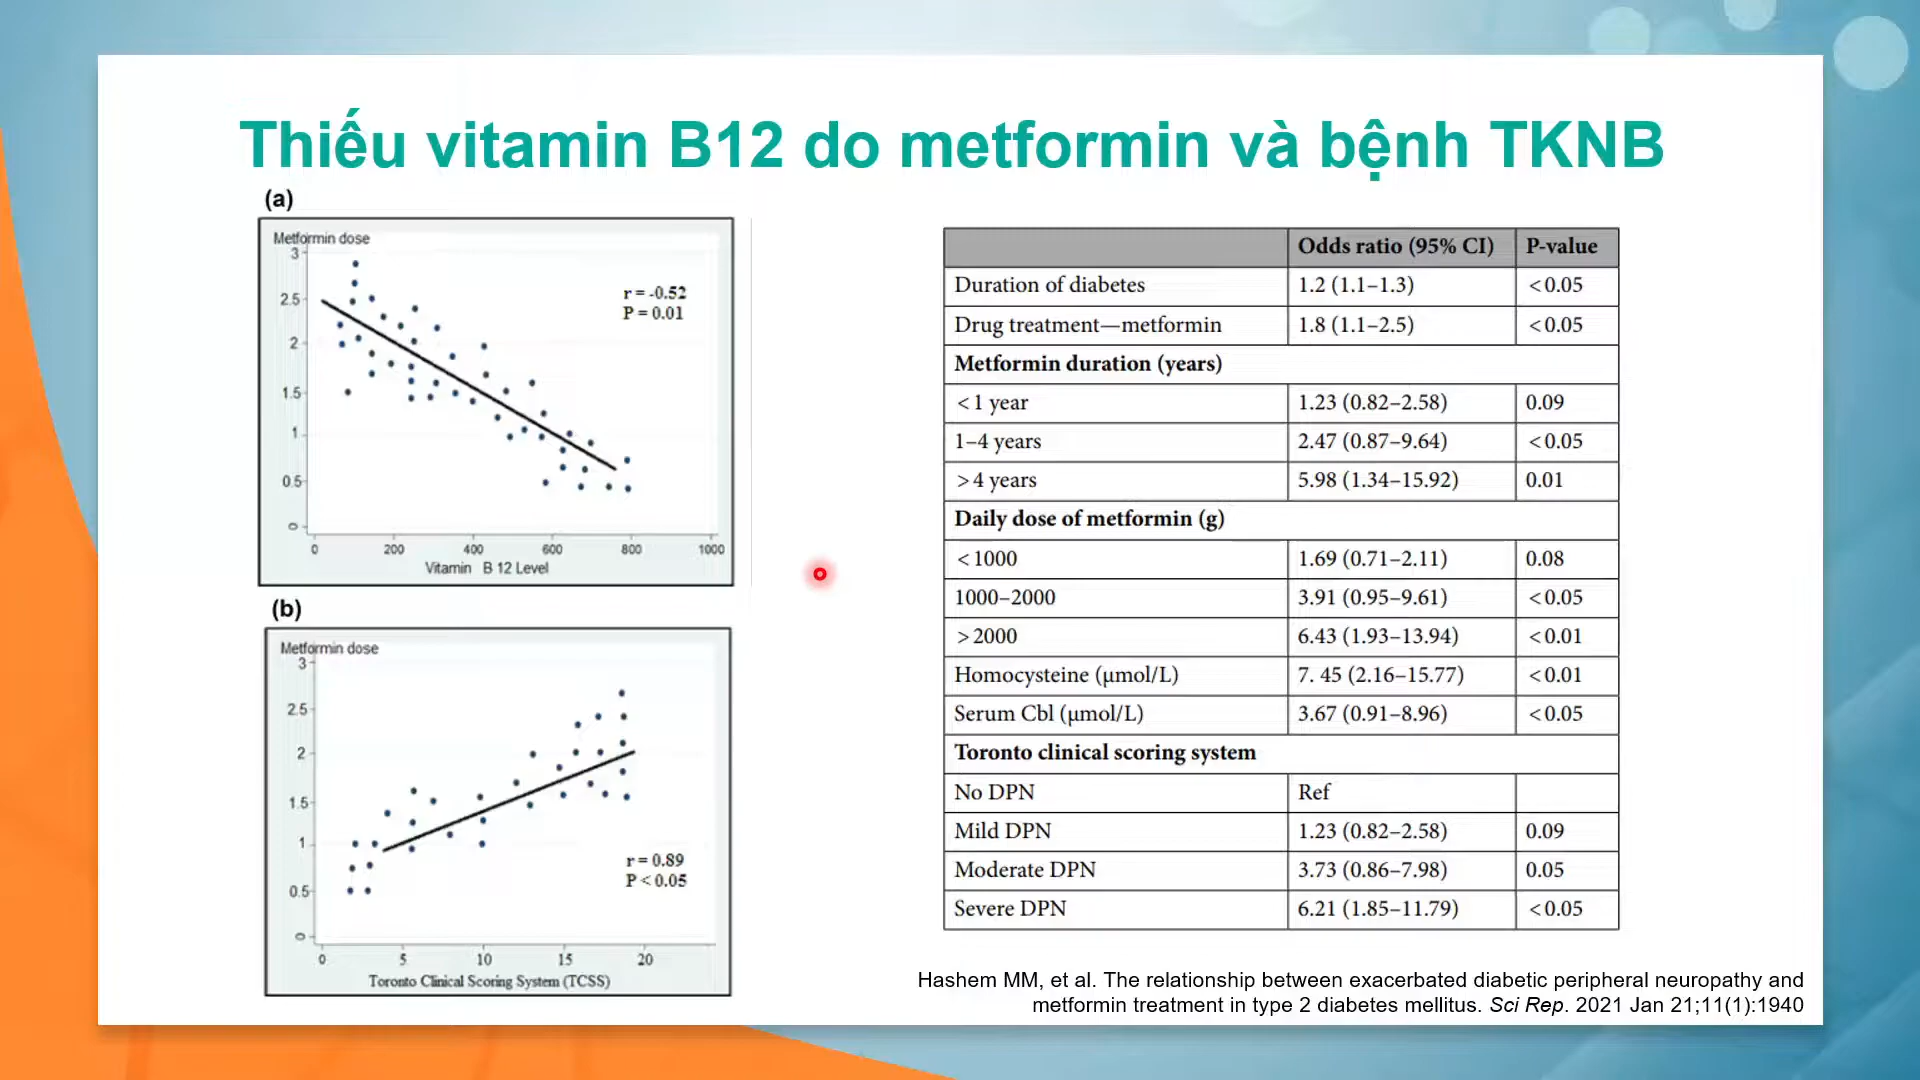 Thiếu vitamin B12 do metformin và bệnh TKNB
(a)
Metformin dose
3
2.5
2
1.5
1
0.5
0
r = -0.52
P = 0.01
0 200 400 600 800 1000
Vitamin B 12 Level
(b)
Metformin dose
3
2.5
2
1.5
1
0.5
0
r = 0.89
P < 0.05
0 5 10 15 20
Toronto Clinical Scoring System (TCSS)
Odds ratio (95% CI) P-value
Duration of diabetes 1.2 (1.1–1.3) <0.05
Drug treatment—metformin 1.8 (1.1–2.5) <0.05
Metformin duration (years)
<1 year 1.23 (0.82–2.58) 0.09
1–4 years 2.47 (0.87–9.64) <0.05
>4 years 5.98 (1.34–15.92) 0.01
Daily dose of metformin (g)
<1000 1.69 (0.71–2.11) 0.08
1000–2000 3.91 (0.95–9.61) <0.05
>2000 6.43 (1.93–13.94) <0.01
Homocysteine (μmol/L) 7. 45 (2.16–15.77) <0.01
Serum Cbl (μmol/L) 3.67 (0.91–8.96) <0.05
Toronto clinical scoring system
No DPN Ref
Mild DPN 1.23 (0.82–2.58) 0.09
Moderate DPN 3.73 (0.86–7.98) 0.05
Severe DPN 6.21 (1.85–11.79) <0.05
Hashem MM, et al. The relationship between exacerbated diabetic peripheral neuropathy and
metformin treatment in type 2 diabetes mellitus. Sci Rep. 2021 Jan 21;11(1):1940